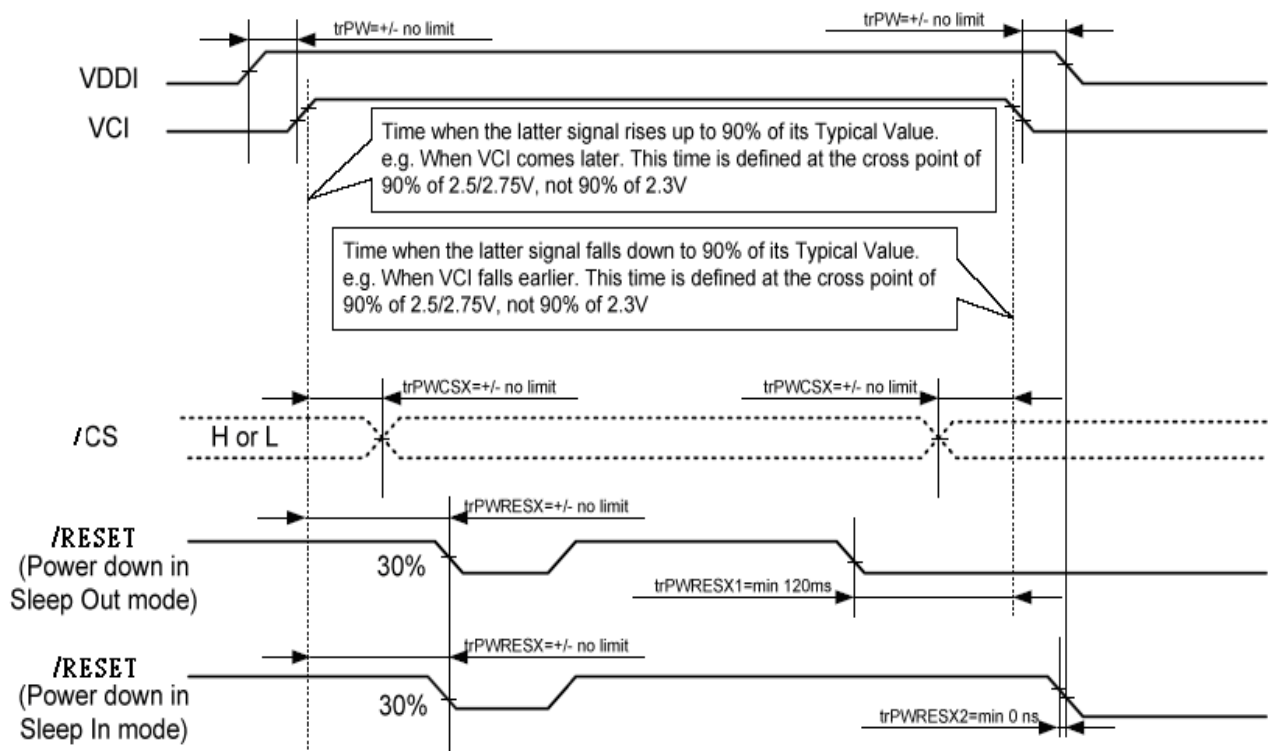 trPW=+/- no limit
trPW=+/- no limit
VDDI
VCI
Time when the latter signal rises up to 90% of its Typical Value.
e.g. When VCI comes later. This time is defined at the cross point of
90% of 2.5/2.75V, not 90% of 2.3V
Time when the latter signal falls down to 90% of its Typical Value.
e.g. When VCI falls earlier. This time is defined at the cross point of
90% of 2.5/2.75V, not 90% of 2.3V
trPWCSX=+/- no limit
trPWCSX=+/- no limit
/CS
H or L
trPWRESX=+/- no limit
/RESET
(Power down in
Sleep Out mode)
30%
trPWRESX1=min 120ms
trPWRESX=+/- no limit
/RESET
(Power down in
Sleep In mode)
30%
trPWRESX2=min 0 ns